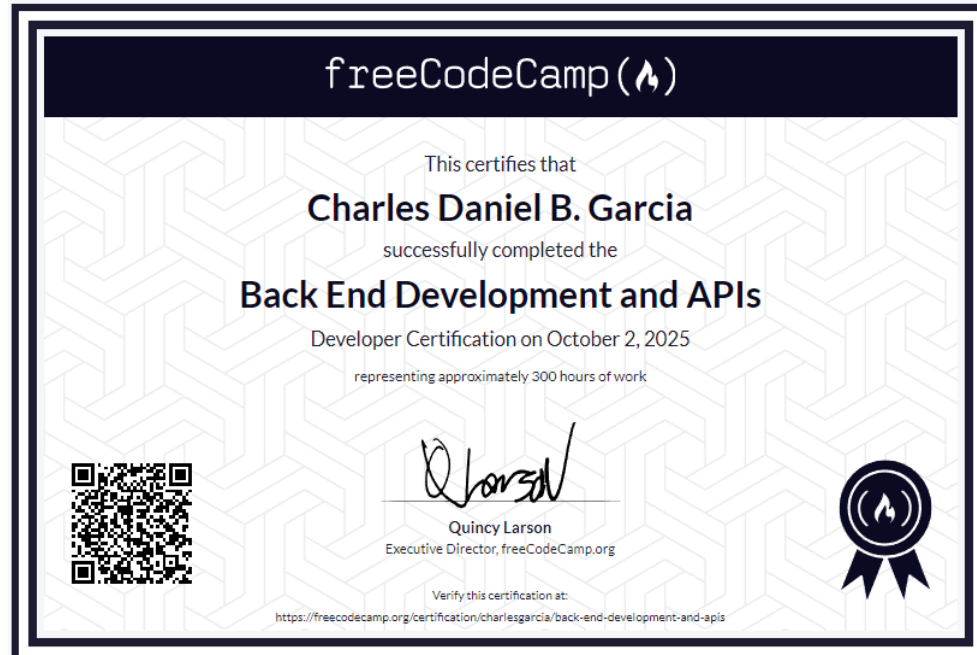 freeCodeCamp
This certifies that
Charles Daniel B. Garcia
successfully completed the
Back End Development and APIs
Developer Certification on October 2, 2025
representing approximately 300 hours of work
Q Larson
Quincy Larson
Executive Director, freeCodeCamp.org
Verify this certification at:
https://freecodecamp.org/certification/charlesgarcia/back-end-development-and-apis